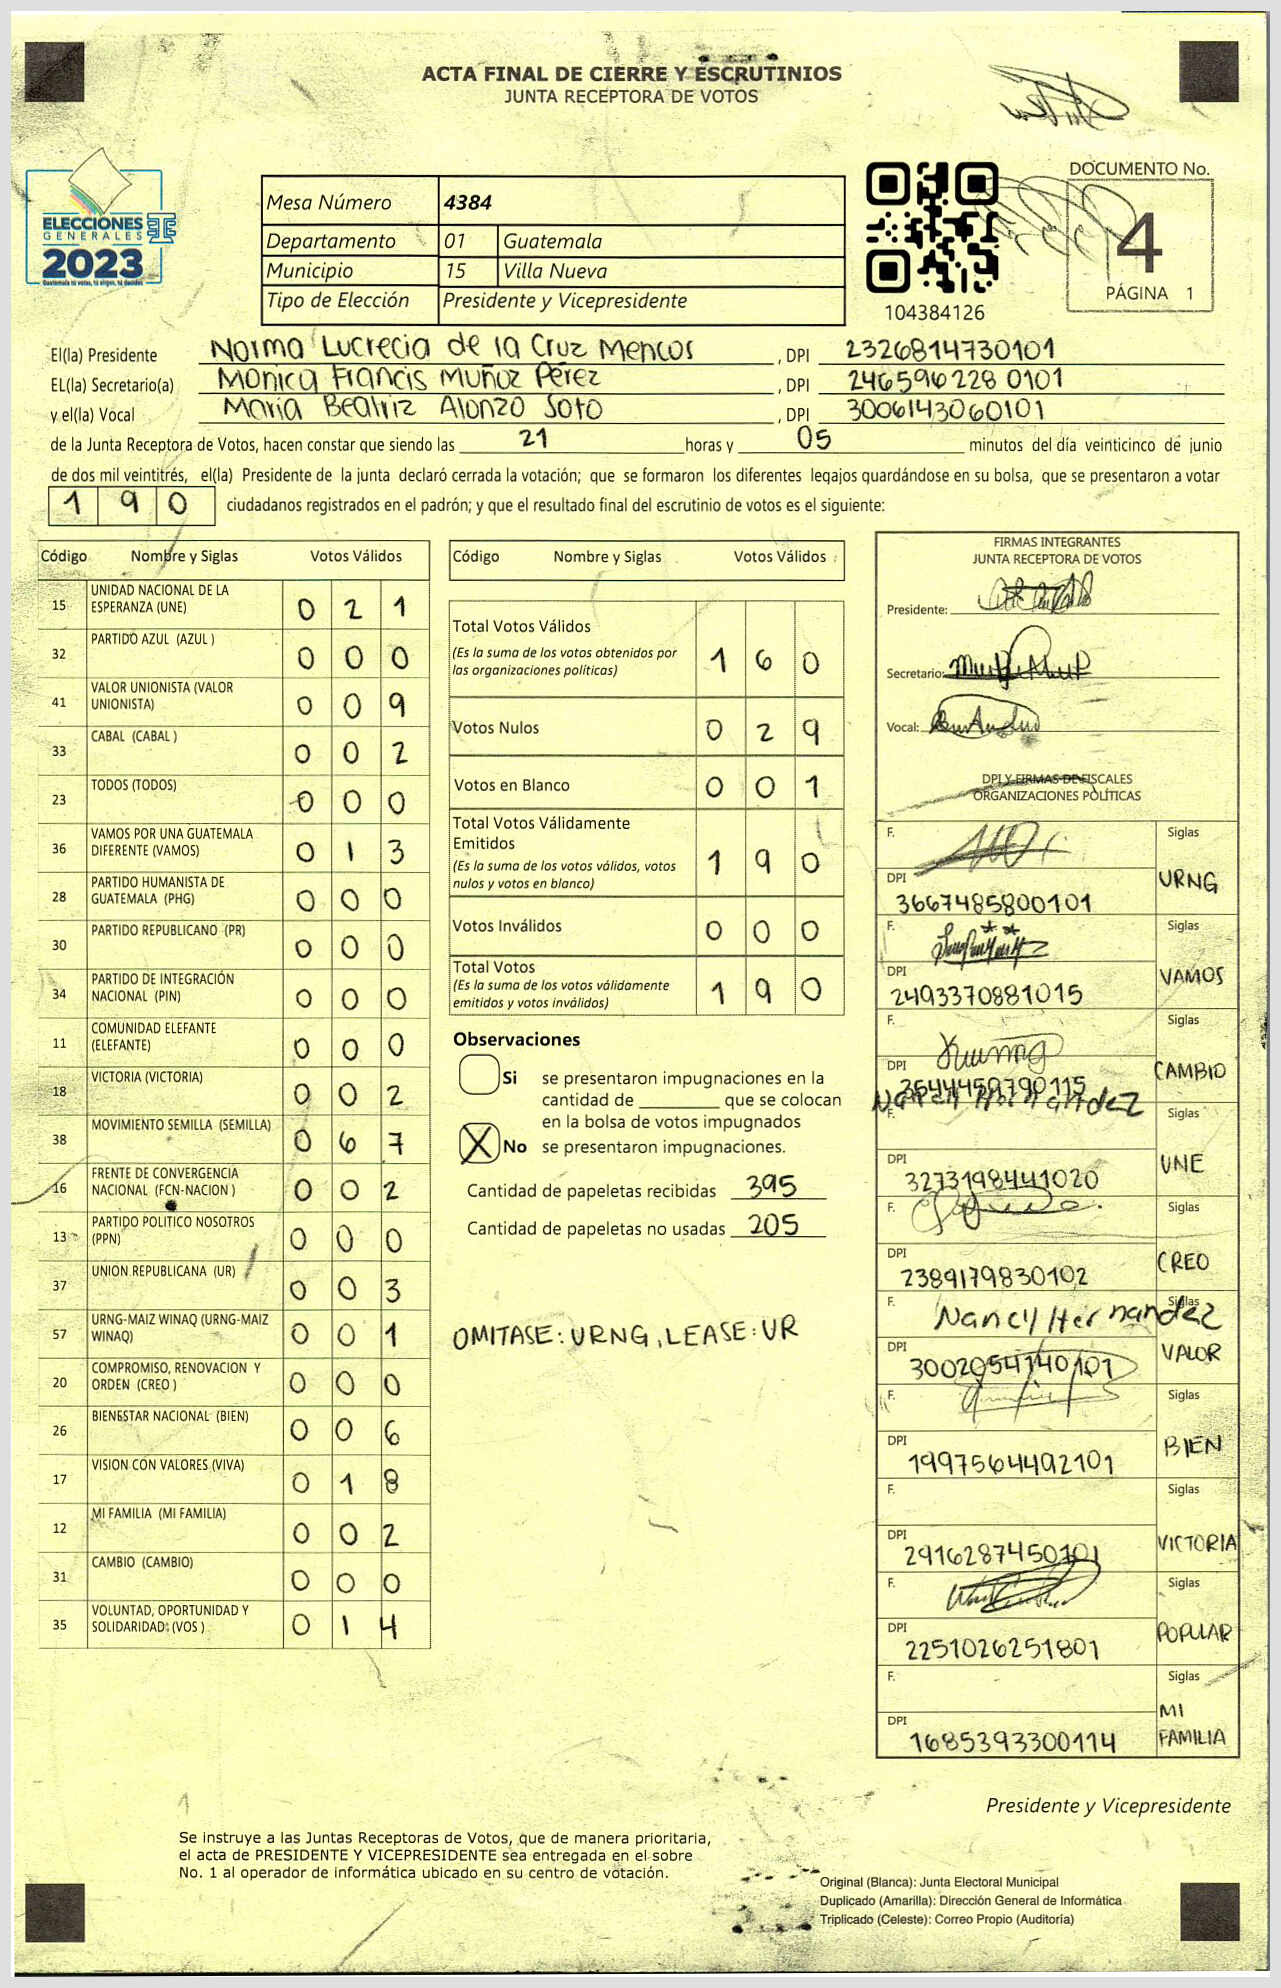 ACTA FINAL DE CIERRE Y ESCRUTINIOS
JUNTA RECEPTORA DE VOTOS
ELECCIONES
GENERALES
2023
Guatemala tú votas, tú eliges, tú decides
Mesa Número 4384
Departamento 01 Guatemala
Municipio 15 Villa Nueva
Tipo de Elección Presidente y Vicepresidente
104384126
DOCUMENTO No.
4
PÁGINA 1
El(la) Presidente Norma Lucrecia de la Cruz Mencos , DPI 2326814730101
EL(la) Secretario(a) Monica Francis Muñoz Pérez , DPI 246596228 0101
y el(la) Vocal Maria Beatriz Alonzo Soto , DPI 3006143060101
de la Junta Receptora de Votos, hacen constar que siendo las 21 horas y 05 minutos del día veinticinco de junio
de dos mil veintitrés, el(la) Presidente de la junta declaró cerrada la votación; que se formaron los diferentes legajos guardándose en su bolsa, que se presentaron a votar
190 ciudadanos registrados en el padrón; y que el resultado final del escrutinio de votos es el siguiente:
Código Nombre y Siglas Votos Válidos
15 UNIDAD NACIONAL DE LA ESPERANZA (UNE) 0 2 1
32 PARTIDO AZUL (AZUL ) 0 0 0
41 VALOR UNIONISTA (VALOR UNIONISTA) 0 0 9
33 CABAL (CABAL ) 0 0 2
23 TODOS (TODOS) 0 0 0
36 VAMOS POR UNA GUATEMALA DIFERENTE (VAMOS) 0 1 3
28 PARTIDO HUMANISTA DE GUATEMALA (PHG) 0 0 0
30 PARTIDO REPUBLICANO (PR) 0 0 0
34 PARTIDO DE INTEGRACIÓN NACIONAL (PIN) 0 0 0
11 COMUNIDAD ELEFANTE (ELEFANTE) 0 0 0
18 VICTORIA (VICTORIA) 0 0 2
38 MOVIMIENTO SEMILLA (SEMILLA) 0 6 7
16 FRENTE DE CONVERGENCIA NACIONAL (FCN-NACION ) 0 0 2
13 PARTIDO POLITICO NOSOTROS (PPN) 0 0 0
37 UNION REPUBLICANA (UR) 0 0 3
57 URNG-MAIZ WINAQ (URNG-MAIZ WINAQ) 0 0 1
20 COMPROMISO, RENOVACION Y ORDEN (CREO ) 0 0 0
26 BIENESTAR NACIONAL (BIEN) 0 0 6
17 VISION CON VALORES (VIVA) 0 1 8
12 MI FAMILIA (MI FAMILIA) 0 0 2
31 CAMBIO (CAMBIO) 0 0 0
35 VOLUNTAD, OPORTUNIDAD Y SOLIDARIDAD (VOS ) 0 1 4
Código Nombre y Siglas Votos Válidos
Total Votos Válidos 1 6 0
(Es la suma de los votos obtenidos por
las organizaciones políticas)
Votos Nulos 0 2 9
Votos en Blanco 0 0 1
Total Votos Válidamente
Emitidos 1 9 0
(Es la suma de los votos válidos, votos
nulos y votos en blanco)
Votos Inválidos 0 0 0
Total Votos 1 9 0
(Es la suma de los votos válidamente
emitidos y votos inválidos)
Observaciones
Si se presentaron impugnaciones en la
cantidad de ________ que se colocan
en la bolsa de votos impugnados
X No se presentaron impugnaciones.
Cantidad de papeletas recibidas 395
Cantidad de papeletas no usadas 205
OMITASE: URNG, LEASE: UR
FIRMAS INTEGRANTES
JUNTA RECEPTORA DE VOTOS
Presidente:
Secretario:
Vocal:
DPI Y FIRMAS DE FISCALES
ORGANIZACIONES POLÍTICAS
F. Siglas
DPI 3667485800101 URNG
F. Siglas
DPI 2493370881015 VAMOS
F. Siglas
DPI 2644459790115 CAMBIO
Nancy Hernandez
F. Siglas
DPI 3273198441020 UNE
F. Siglas
DPI 2389179830102 CREO
F. Nancy Hernandez Siglas
DPI 3002054140101 VALOR
F. Siglas
DPI 1997564492101 BIEN
F. Siglas
DPI 2916287450101 VICTORIA
F. Siglas
DPI 2251026251801 POPULAR
F. Siglas
DPI 1685393300114 MI FAMILIA
Presidente y Vicepresidente
Se instruye a las Juntas Receptoras de Votos, que de manera prioritaria,
el acta de PRESIDENTE Y VICEPRESIDENTE sea entregada en el sobre
No. 1 al operador de informática ubicado en su centro de votación.
Original (Blanca): Junta Electoral Municipal
Duplicado (Amarilla): Dirección General de Informática
Triplicado (Celeste): Correo Propio (Auditoría)